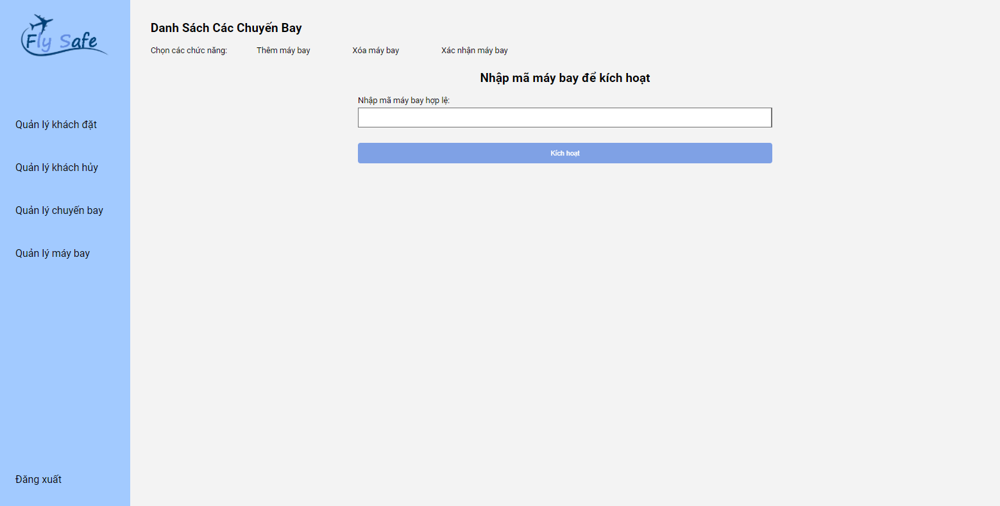 Fly Safe
Quản lý khách đặt
Quản lý khách hủy
Quản lý chuyến bay
Quản lý máy bay
Đăng xuất
Danh Sách Các Chuyến Bay
Chọn các chức năng: Thêm máy bay Xóa máy bay Xác nhận máy bay
Nhập mã máy bay để kích hoạt
Nhập mã máy bay hợp lệ:
Kích hoạt